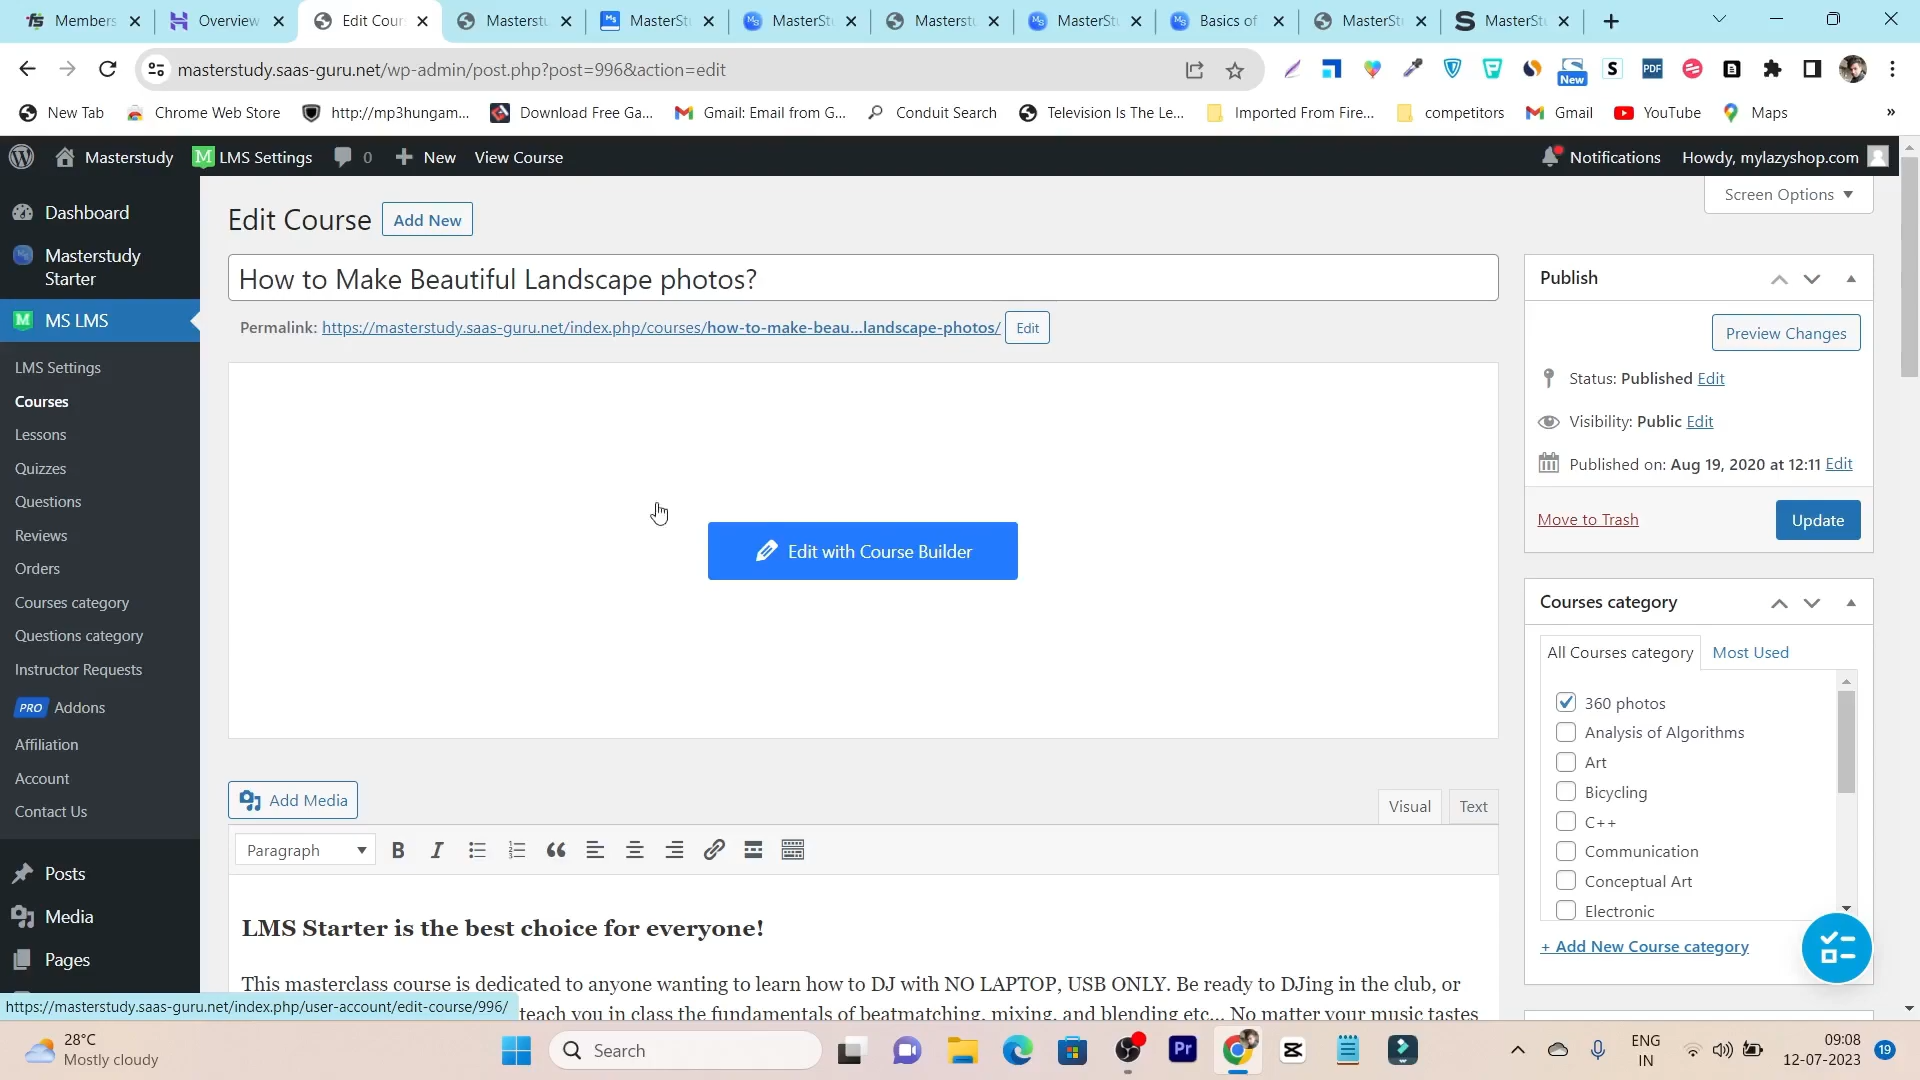 Members
Overview
Edit Cour
Masterstu
MasterSt
MasterStu
Masterstu
MasterStu
Basics of
MasterSt
MasterStu
masterstudy.saas-guru.net/wp-admin/post.php?post=996&action=edit
New
PDF
New Tab
Chrome Web Store
http://mp3hungam...
Download Free Ga...
Gmail: Email from G...
Conduit Search
Television Is The Le...
Imported From Fire...
competitors
Gmail
YouTube
Maps
»
Masterstudy
LMS Settings
0
New
View Course
Notifications
Howdy, mylazyshop.com
Screen Options
Dashboard
Masterstudy
Starter
MS LMS
LMS Settings
Courses
Lessons
Quizzes
Questions
Reviews
Orders
Courses category
Questions category
Instructor Requests
PRO Addons
Affiliation
Account
Contact Us
Posts
Media
Pages
Edit Course
Add New
How to Make Beautiful Landscape photos?
Permalink: https://masterstudy.saas-guru.net/index.php/courses/how-to-make-beau...landscape-photos/ Edit
Edit with Course Builder
Add Media
Visual
Text
Paragraph
LMS Starter is the best choice for everyone!
This masterclass course is dedicated to anyone wanting to learn how to DJ with NO LAPTOP, USB ONLY. Be ready to DJing in the club, or
teach you in class the fundamentals of beatmatching, mixing, and blending etc... No matter your music tastes
Publish
Preview Changes
Status: Published Edit
Visibility: Public Edit
Published on: Aug 19, 2020 at 12:11 Edit
Move to Trash
Update
Courses category
All Courses category
Most Used
360 photos
Analysis of Algorithms
Art
Bicycling
C++
Communication
Conceptual Art
Electronic
+ Add New Course category
https://masterstudy.saas-guru.net/index.php/user-account/edit-course/996/
28°C
Mostly cloudy
Search
Pr
ENG
IN
09:08
12-07-2023
19